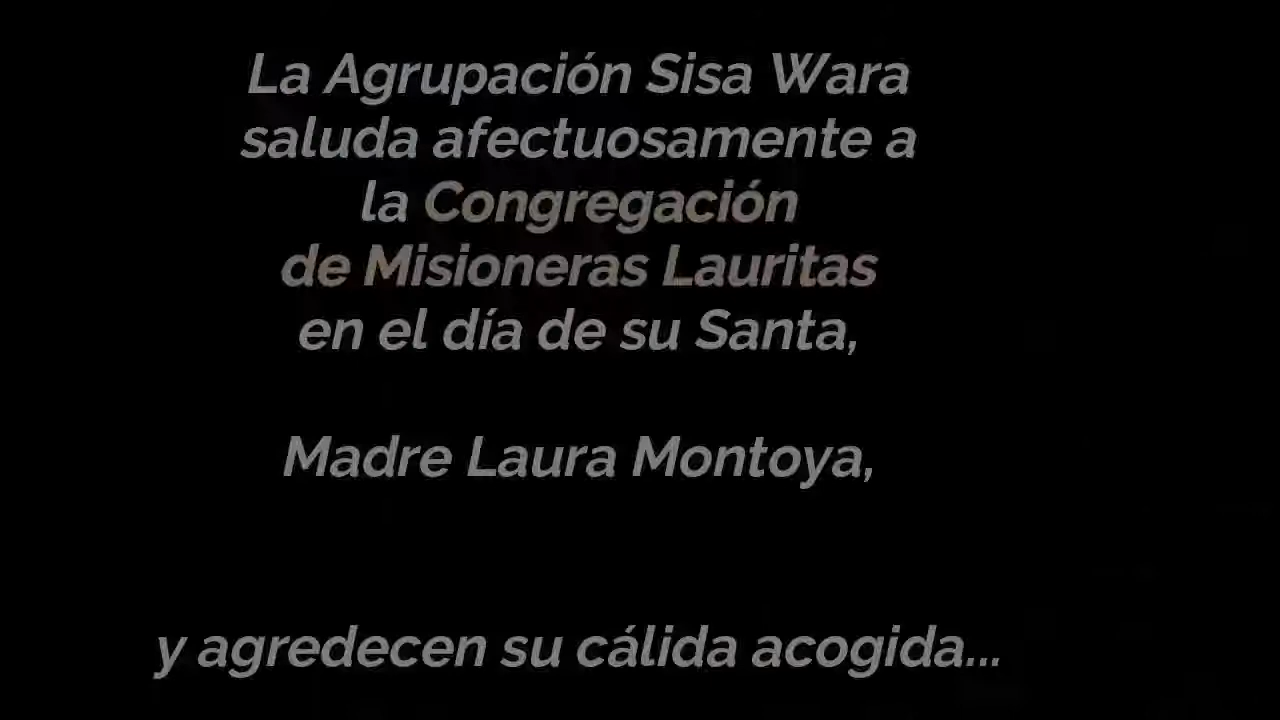 La Agrupación Sisa Wara
saluda afectuosamente a
la Congregación
de Misioneras Lauritas
en el día de su Santa,
Madre Laura Montoya,
y agredecen su cálida acogida...